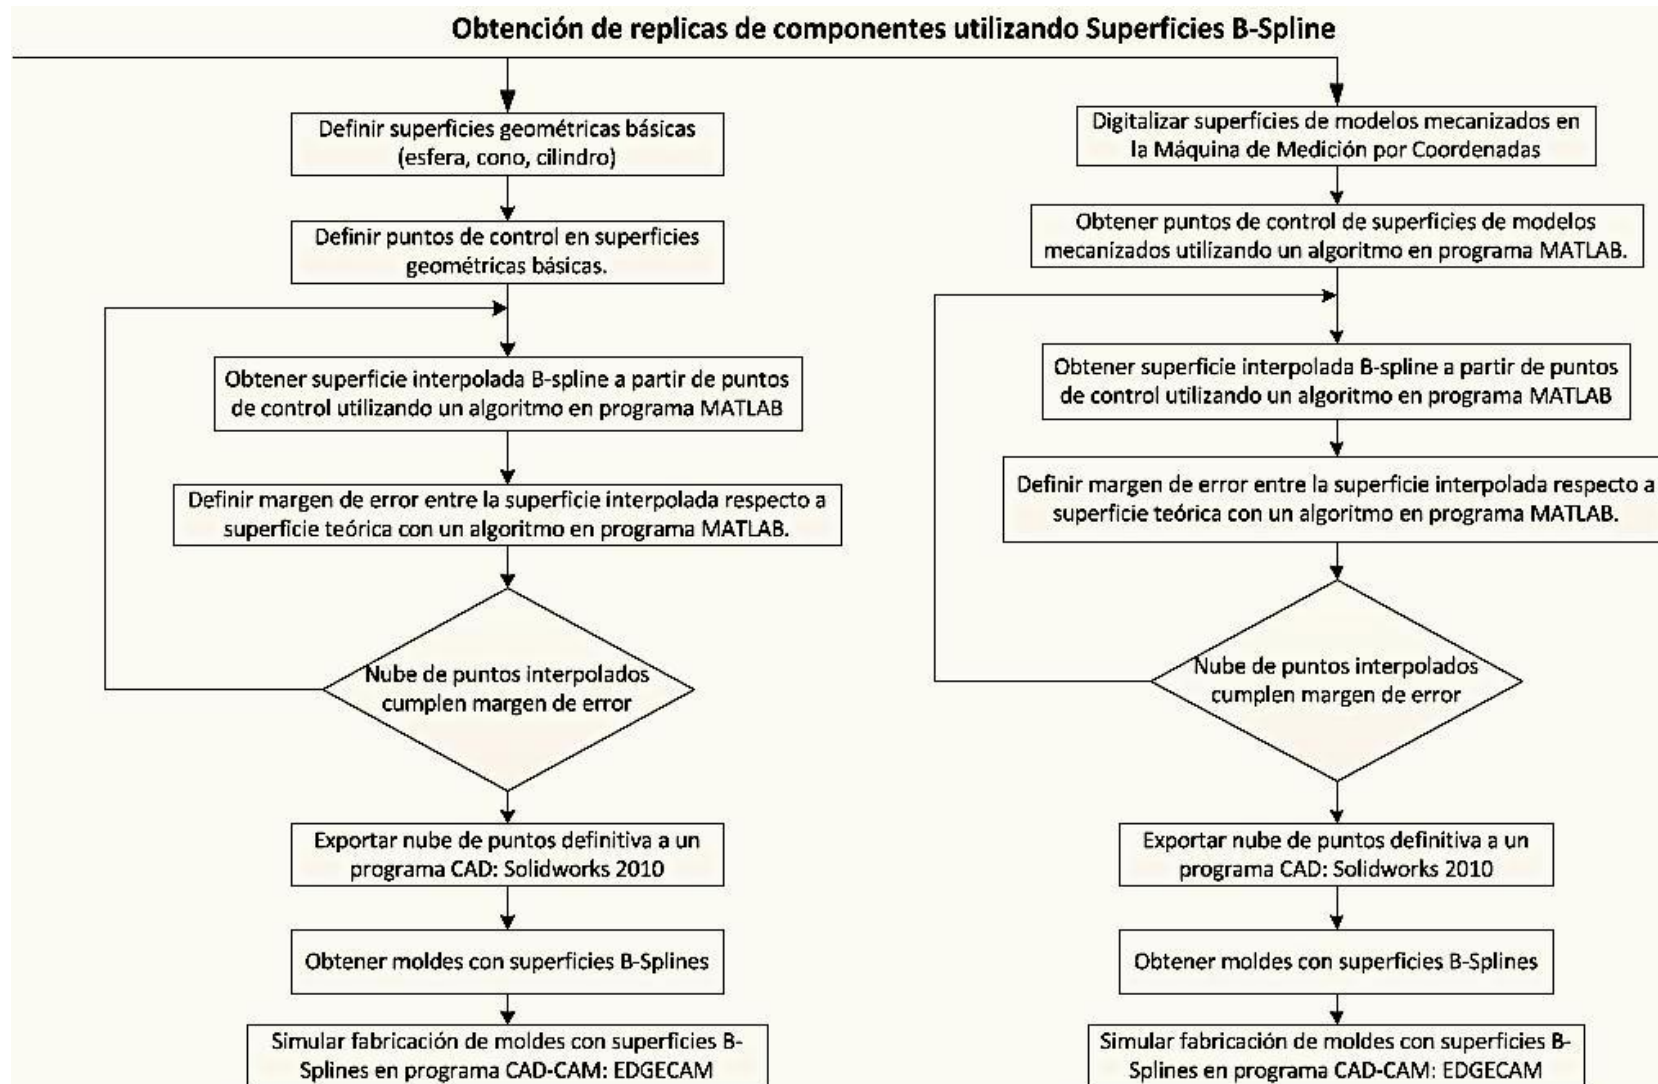 Obtención de replicas de componentes utilizando Superficies B-Spline
Definir superficies geométricas básicas
(esfera, cono, cilindro)
Definir puntos de control en superficies
geométricas básicas.
Obtener superficie interpolada B-spline a partir de puntos
de control utilizando un algoritmo en programa MATLAB
Definir margen de error entre la superficie interpolada respecto a
superficie teórica con un algoritmo en programa MATLAB.
Nube de puntos interpolados
cumplen margen de error
Exportar nube de puntos definitiva a un
programa CAD: Solidworks 2010
Obtener moldes con superficies B-Splines
Simular fabricación de moldes con superficies B-
Splines en programa CAD-CAM: EDGECAM
Digitalizar superficies de modelos mecanizados en
la Máquina de Medición por Coordenadas
Obtener puntos de control de superficies de modelos
mecanizados utilizando un algoritmo en programa MATLAB.
Obtener superficie interpolada B-spline a partir de puntos
de control utilizando un algoritmo en programa MATLAB
Definir margen de error entre la superficie interpolada respecto a
superficie teórica con un algoritmo en programa MATLAB.
Nube de puntos interpolados
cumplen margen de error
Exportar nube de puntos definitiva a un
programa CAD: Solidworks 2010
Obtener moldes con superficies B-Splines
Simular fabricación de moldes con superficies B-
Splines en programa CAD-CAM: EDGECAM